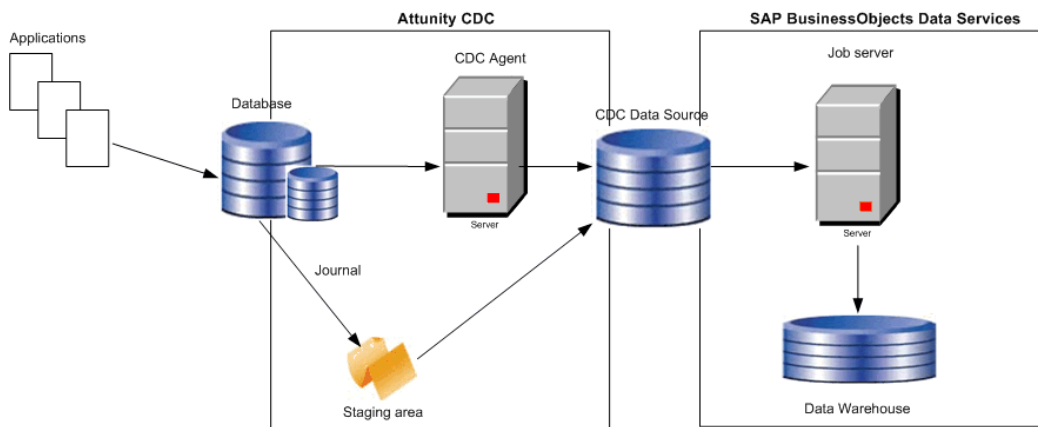 Attunity CDC
SAP BusinessObjects Data Services
Applications
CDC Agent
Job server
Database
CDC Data Source
Server
Server
Journal
Staging area
Data Warehouse